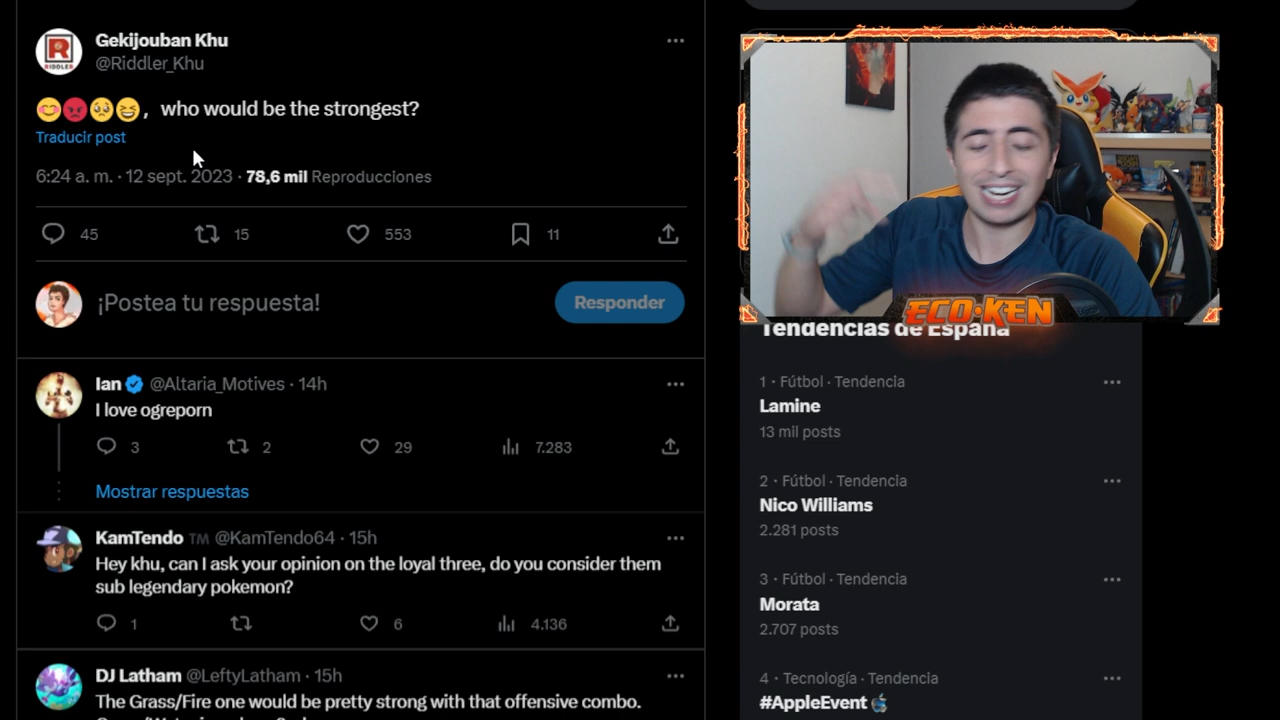 Gekijouban Khu
@Riddler_Khu
RIDDLER
😊😡🥺😆, who would be the strongest?
Traducir post
6:24 a. m. · 12 sept. 2023 · 78,6 mil Reproducciones
45 15 553 11
¡Postea tu respuesta!
Responder
Ian @Altaria_Motives · 14h
I love ogreporn
3 2 29 7.283
Mostrar respuestas
KamTendo ™ @KamTendo64 · 15h
Hey khu, can I ask your opinion on the loyal three, do you consider them
sub legendary pokemon?
1 6 4.136
DJ Latham @LeftyLatham · 15h
The Grass/Fire one would be pretty strong with that offensive combo.
ECO·KEN
Tendencias de España
1 · Fútbol · Tendencia
Lamine
13 mil posts
2 · Fútbol · Tendencia
Nico Williams
2.281 posts
3 · Fútbol · Tendencia
Morata
2.707 posts
4 · Tecnología · Tendencia
#AppleEvent